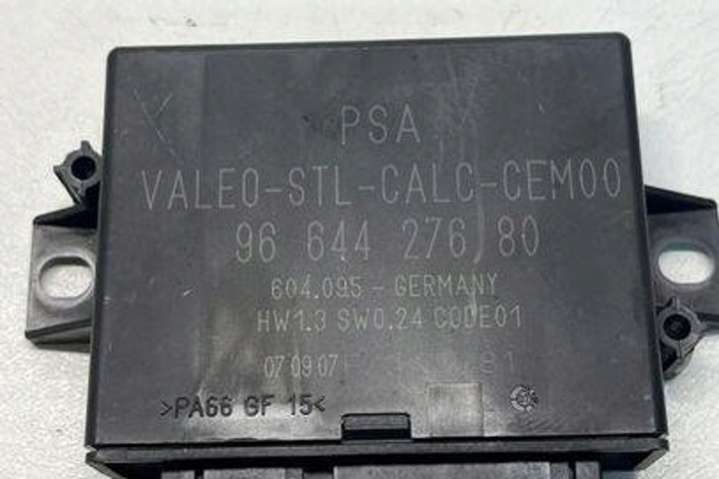 PSA
VALEO-STL-CALC-CEM00
96 644 276 80
604.095 - GERMANY
HW1.3 SW0.24 CODE01
07 09 07
>PA66 GF 15<